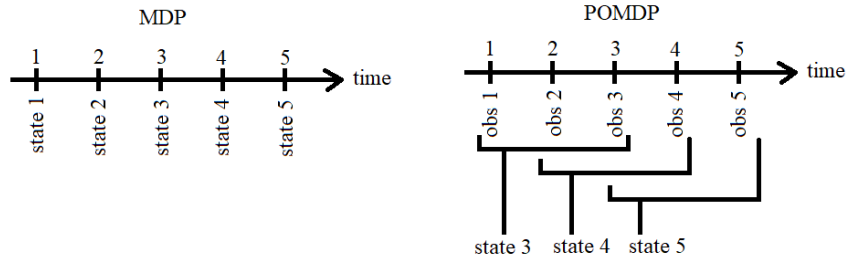 MDP
1 2 3 4 5
time
state 1
state 2
state 3
state 4
state 5
POMDP
1 2 3 4 5
time
obs 1
obs 2
obs 3
obs 4
obs 5
state 3 state 4 state 5